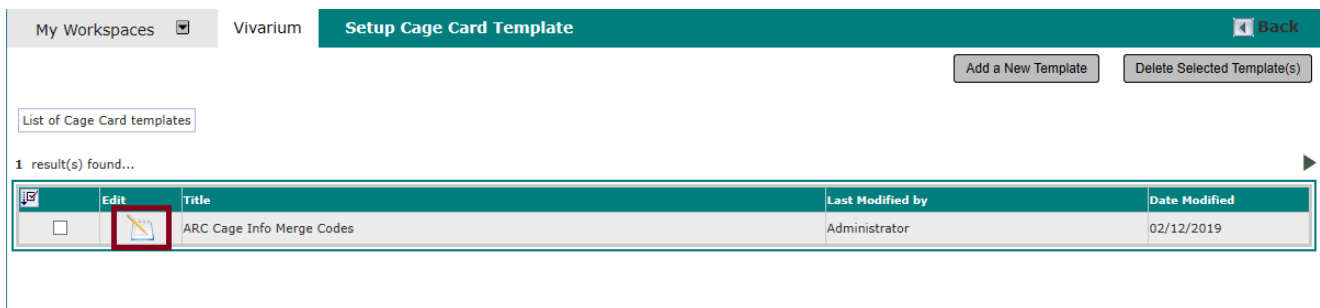 My Workspaces Vivarium Setup Cage Card Template Back
Add a New Template Delete Selected Template(s)
List of Cage Card templates
1 result(s) found...
Edit Title Last Modified by Date Modified
ARC Cage Info Merge Codes Administrator 02/12/2019